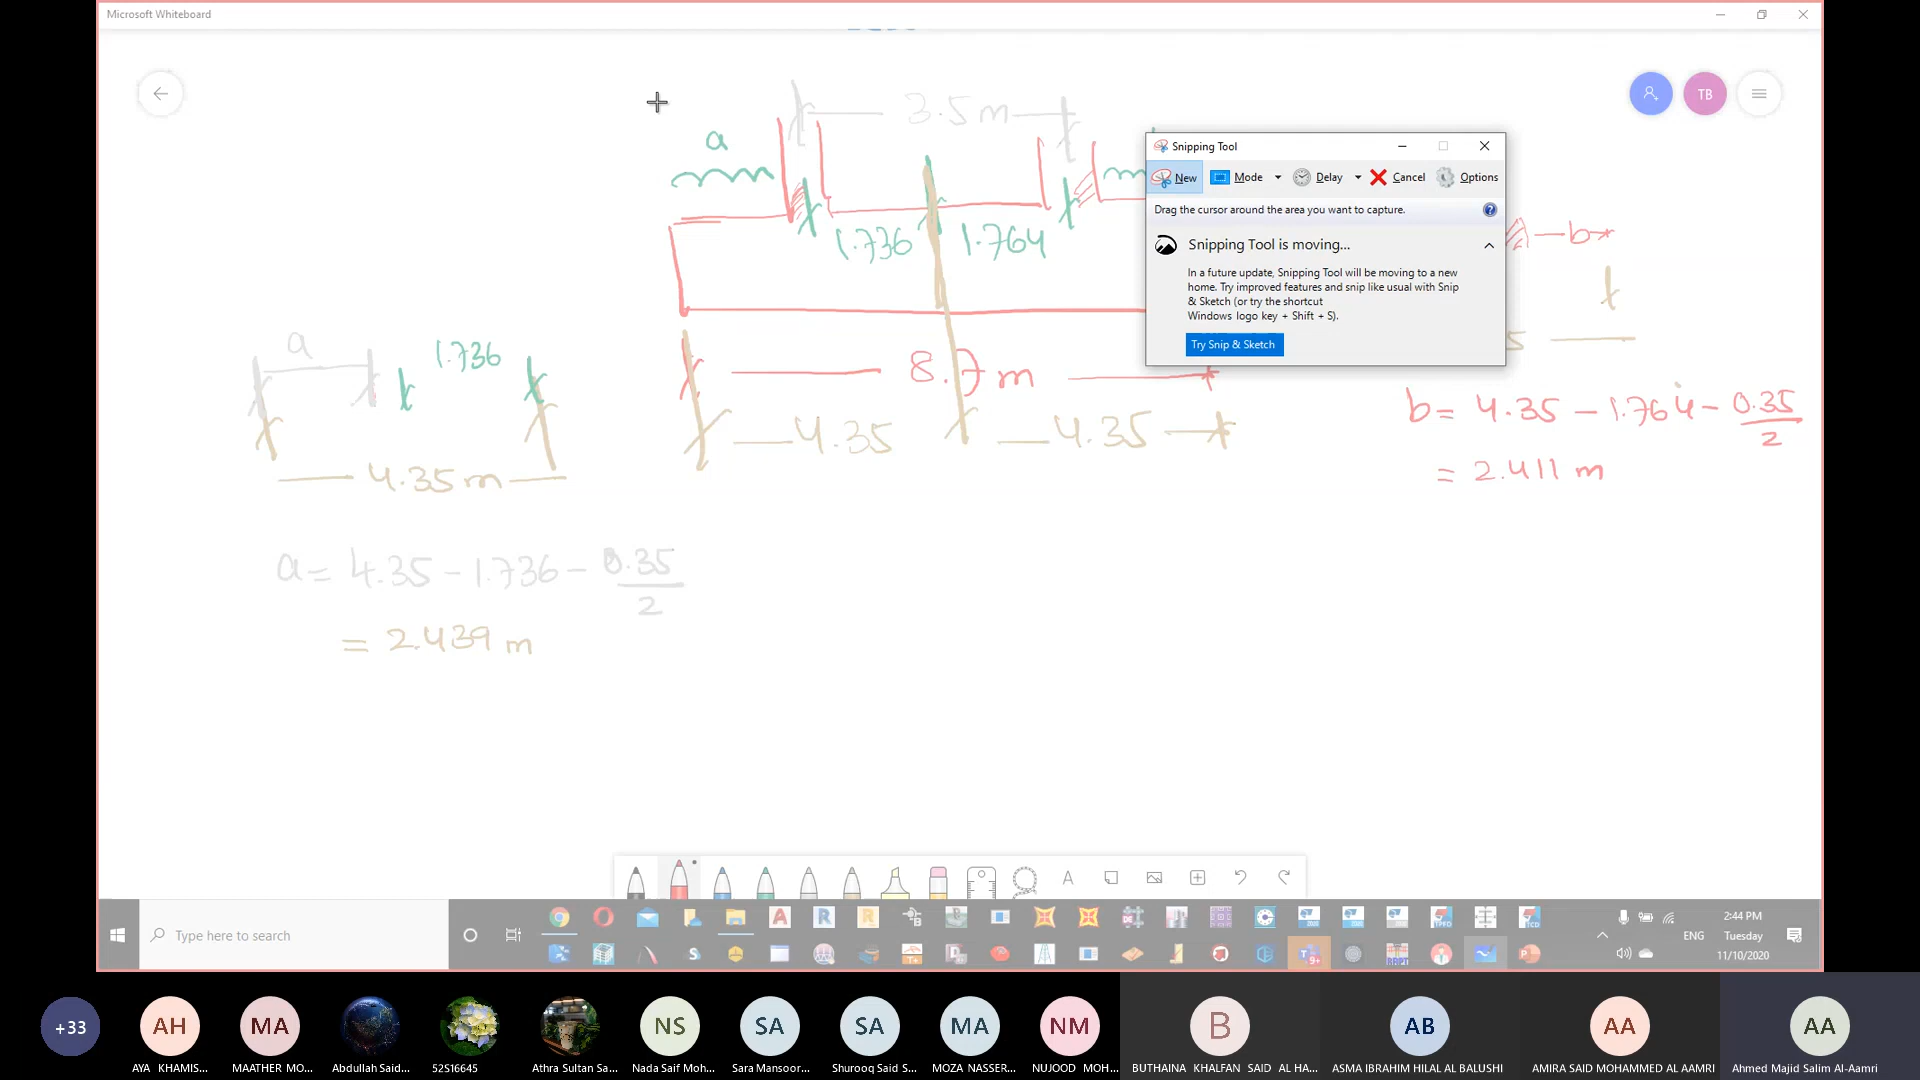 Microsoft Whiteboard
TB
3.5 m
a
1.736
1.764
8.7 m
4.35
4.35
a
1.736
4.35 m
a = 4.35 - 1.736 - 0.35
2
= 2.439 m
b
5
b = 4.35 - 1.764 - 0.35
2
= 2.411 m
Snipping Tool
New
Mode
Delay
Cancel
Options
Drag the cursor around the area you want to capture.
Snipping Tool is moving...
In a future update, Snipping Tool will be moving to a new
home. Try improved features and snip like usual with Snip
& Sketch (or try the shortcut
Windows logo key + Shift + S).
Try Snip & Sketch
Type here to search
ENG
2:44 PM
Tuesday
11/10/2020
+33
AH
MA
NS
SA
SA
MA
NM
B
AB
AA
AA
AYA KHAMIS...
MAATHER MO...
Abdullah Said...
52S16645
Athra Sultan Sa...
Nada Saif Moh...
Sara Mansoor...
Shurooq Said S...
MOZA NASSER...
NUJOOD MOH...
BUTHAINA KHALFAN SAID AL HA...
ASMA IBRAHIM HILAL AL BALUSHI
AMIRA SAID MOHAMMED AL AAMRI
Ahmed Majid Salim Al-Aamri